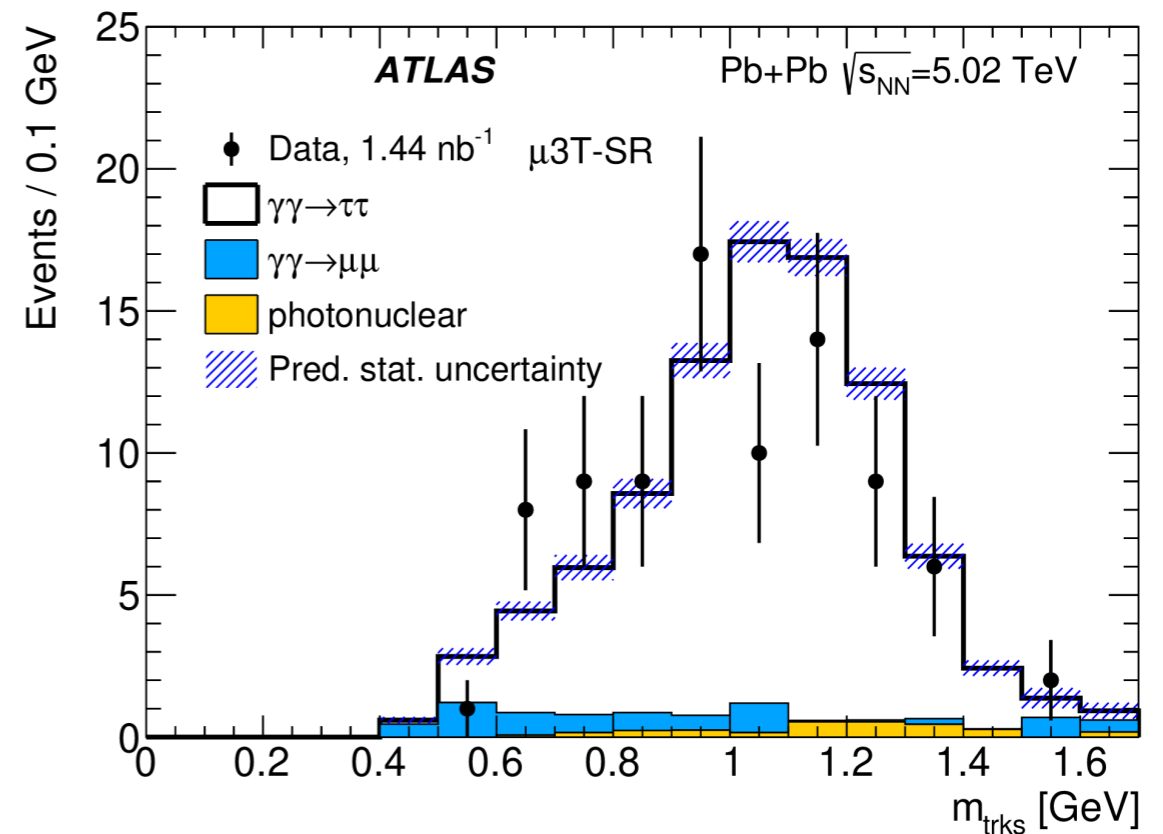 ATLAS
Pb+Pb √sNN=5.02 TeV
Data, 1.44 nb-1 μ3T-SR
γγ→ττ
γγ→μμ
photonuclear
Pred. stat. uncertainty
Events / 0.1 GeV
25
20
15
10
5
0
0 0.2 0.4 0.6 0.8 1 1.2 1.4 1.6
mtrks [GeV]